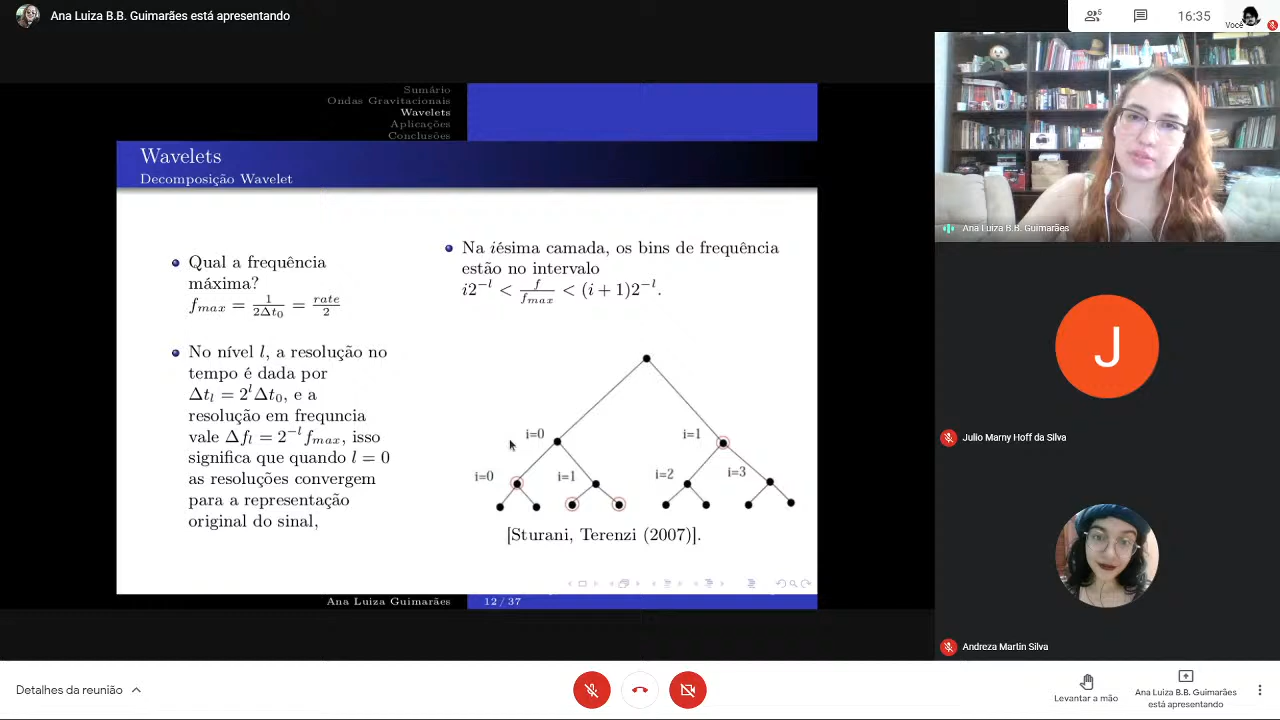 Ana Luiza B.B. Guimarães está apresentando
5
16:35
Você
Sumário
Ondas Gravitacionais
Wavelets
Aplicações
Conclusões
Wavelets
Decomposição Wavelet
Qual a frequência
máxima?
f_max = 1/(2Δt_0) = rate/2
No nível l, a resolução no
tempo é dada por
Δt_l = 2^l Δt_0, e a
resolução em frequncia
vale Δf_l = 2^{-l} f_max, isso
significa que quando l = 0
as resoluções convergem
para a representação
original do sinal,
Na iésima camada, os bins de frequência
estão no intervalo
i2^{-l} < f/f_max < (i + 1)2^{-l}.
i=0
i=1
i=0
i=1
i=2
i=3
[Sturani, Terenzi (2007)].
Ana Luiza Guimarães
12 / 37
Ana Luiza B.B. Guimarães
J
Julio Marny Hoff da Silva
Andreza Martin Silva
Detalhes da reunião
Levantar a mão
Ana Luiza B.B. Guimarães
está apresentando